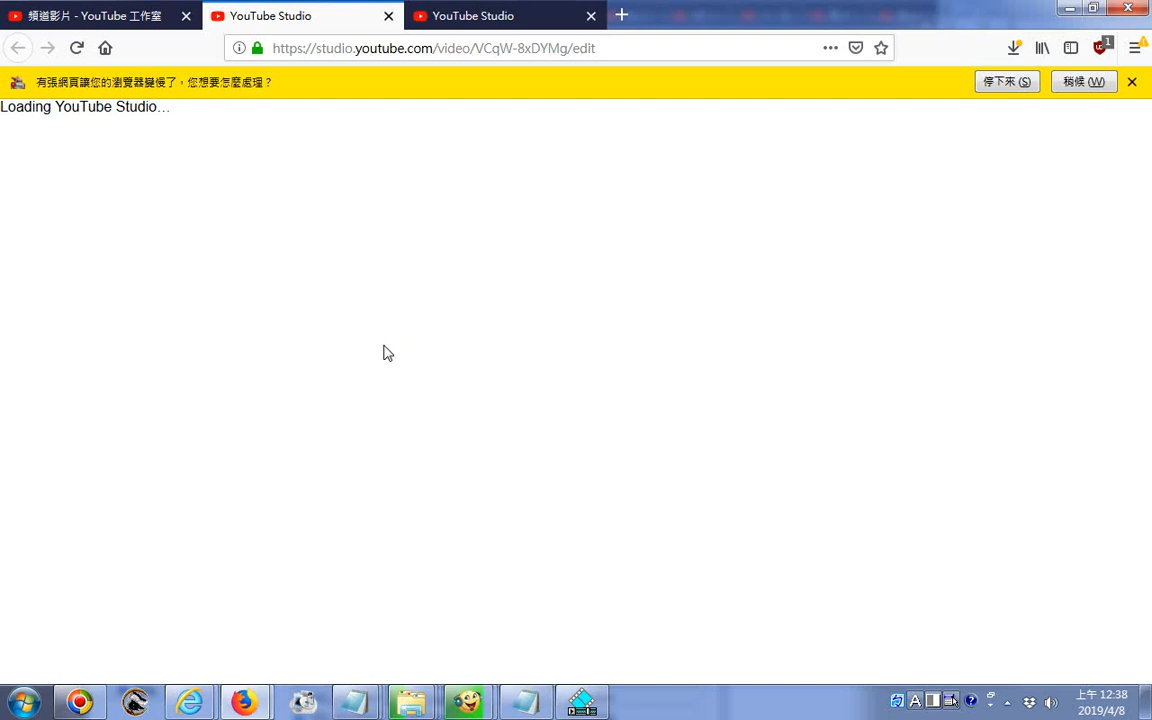 頻道影片 - YouTube 工作室
YouTube Studio
YouTube Studio
https://studio.youtube.com/video/VCqW-8xDYMg/edit
1
有張網頁讓您的瀏覽器變慢了，您想要怎麼處理？
停下來 (S)
稍候 (W)
Loading YouTube Studio…
A
上午 12:38
2019/4/8